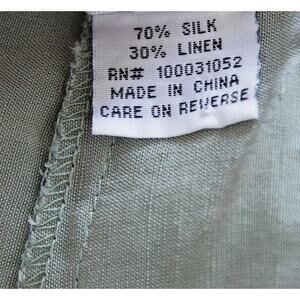 70% SILK
30% LINEN
RN# 100031052
MADE IN CHINA
CARE ON REVERSE